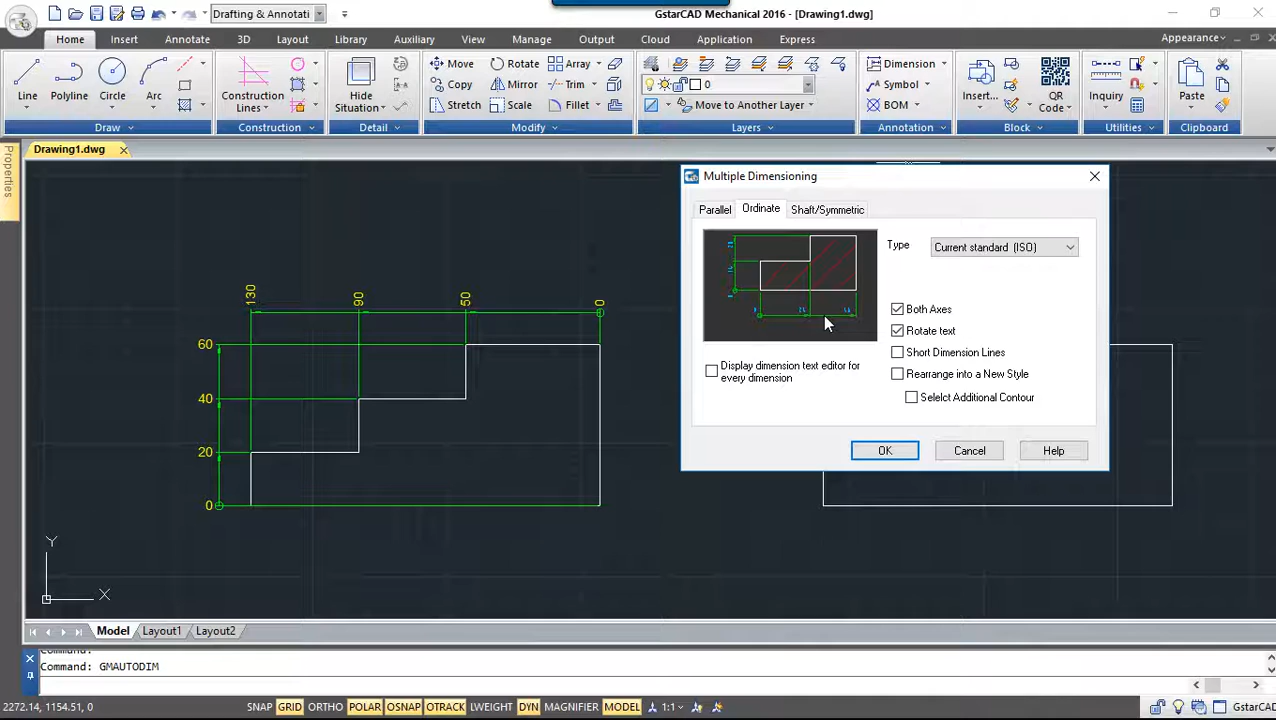 Drafting & Annotati
GstarCAD Mechanical 2016 - [Drawing1.dwg]
Home Insert Annotate 3D Layout Library Auxiliary View Manage Output Cloud Application Express Appearance
Move Rotate Array 0 Dimension
Line Polyline Circle Arc Construction Lines Hide Situation Copy Mirror Trim Symbol Insert... QR Code Inquiry Paste
Stretch Scale Fillet Move to Another Layer BOM
Draw Construction Detail Modify Layers Annotation Block Utilities Clipboard
Drawing1.dwg
Properties
Multiple Dimensioning
Parallel Ordinate Shaft/Symmetric
Type Current standard (ISO)
Both Axes
Rotate text
Short Dimension Lines
Display dimension text editor for
every dimension
Rearrange into a New Style
Selelct Additional Contour
OK Cancel Help
130 90 50 0
60
40
20
0
Y
X
Model Layout1 Layout2
Command:
Command: GMAUTODIM
2272.14, 1154.51, 0 SNAP GRID ORTHO POLAR OSNAP OTRACK LWEIGHT DYN MAGNIFIER MODEL 1:1 GstarCAD